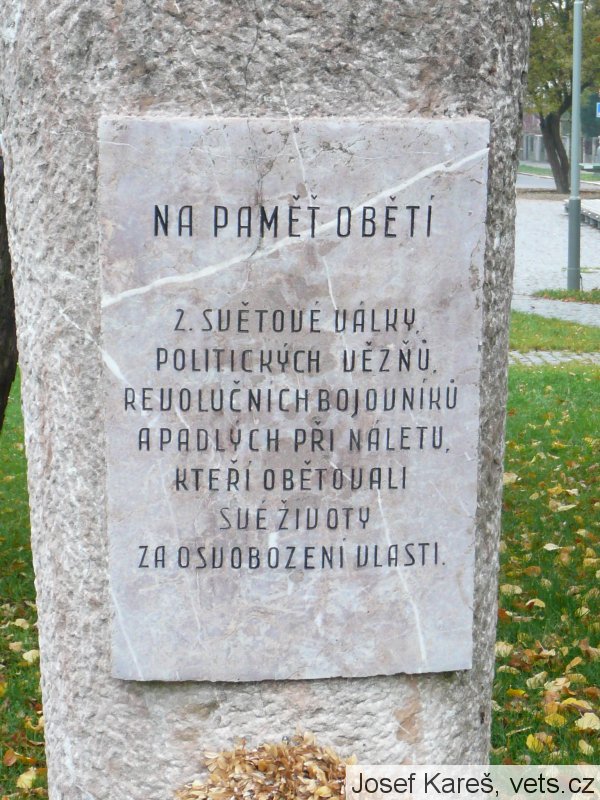 NA PAMĚŤ OBĚTÍ
2. SVĚTOVÉ VÁLKY,
POLITICKÝCH VĚZŇŮ,
REVOLUČNÍCH BOJOVNÍKŮ
A PADLÝCH PŘI NÁLETU,
KTEŘÍ OBĚTOVALI
SVÉ ŽIVOTY
ZA OSVOBOZENÍ VLASTI.
Josef Kareš, vets.cz